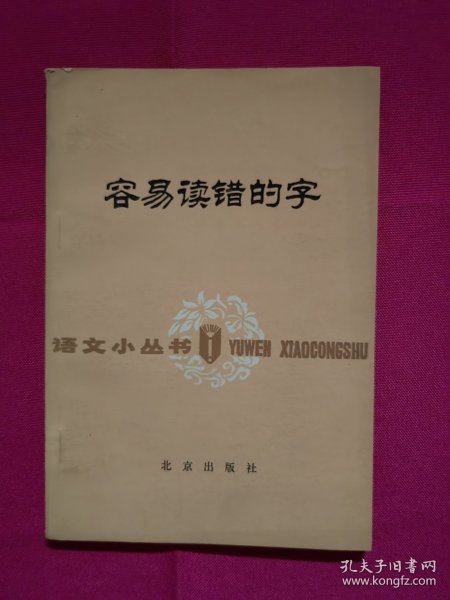 容易读错的字
语文小丛书 YUWEN XIAOCONGSHU
北京出版社
孔夫子旧书网
www.kongfz.com